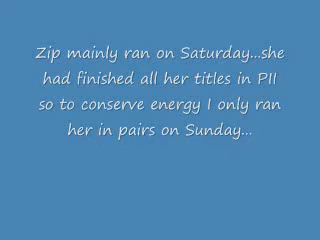 Zip mainly ran on Saturday...she
had finished all her titles in PII
so to conserve energy I only ran
her in pairs on Sunday...